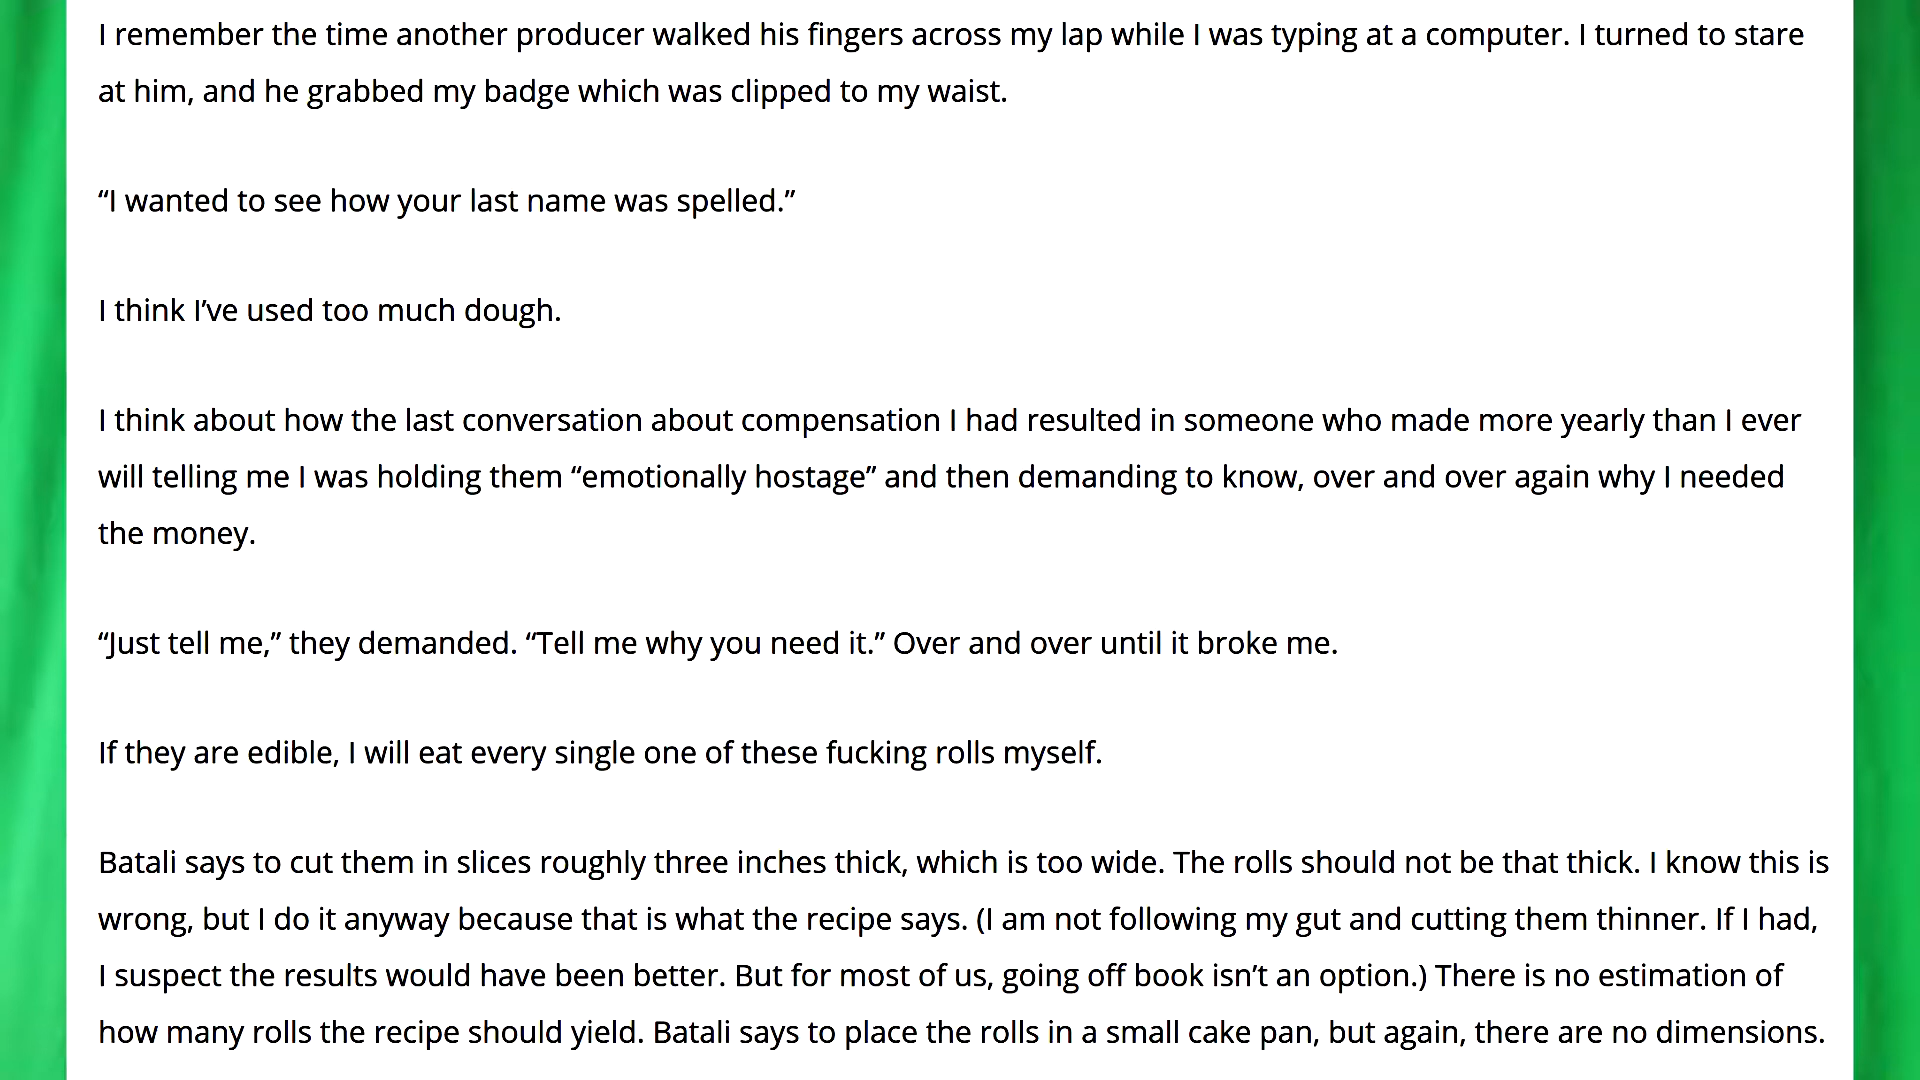 I remember the time another producer walked his fingers across my lap while I was typing at a computer. I turned to stare
at him, and he grabbed my badge which was clipped to my waist.
“I wanted to see how your last name was spelled.”
I think I’ve used too much dough.
I think about how the last conversation about compensation I had resulted in someone who made more yearly than I ever
will telling me I was holding them “emotionally hostage” and then demanding to know, over and over again why I needed
the money.
“Just tell me,” they demanded. “Tell me why you need it.” Over and over until it broke me.
If they are edible, I will eat every single one of these fucking rolls myself.
Batali says to cut them in slices roughly three inches thick, which is too wide. The rolls should not be that thick. I know this is
wrong, but I do it anyway because that is what the recipe says. (I am not following my gut and cutting them thinner. If I had,
I suspect the results would have been better. But for most of us, going off book isn’t an option.) There is no estimation of
how many rolls the recipe should yield. Batali says to place the rolls in a small cake pan, but again, there are no dimensions.